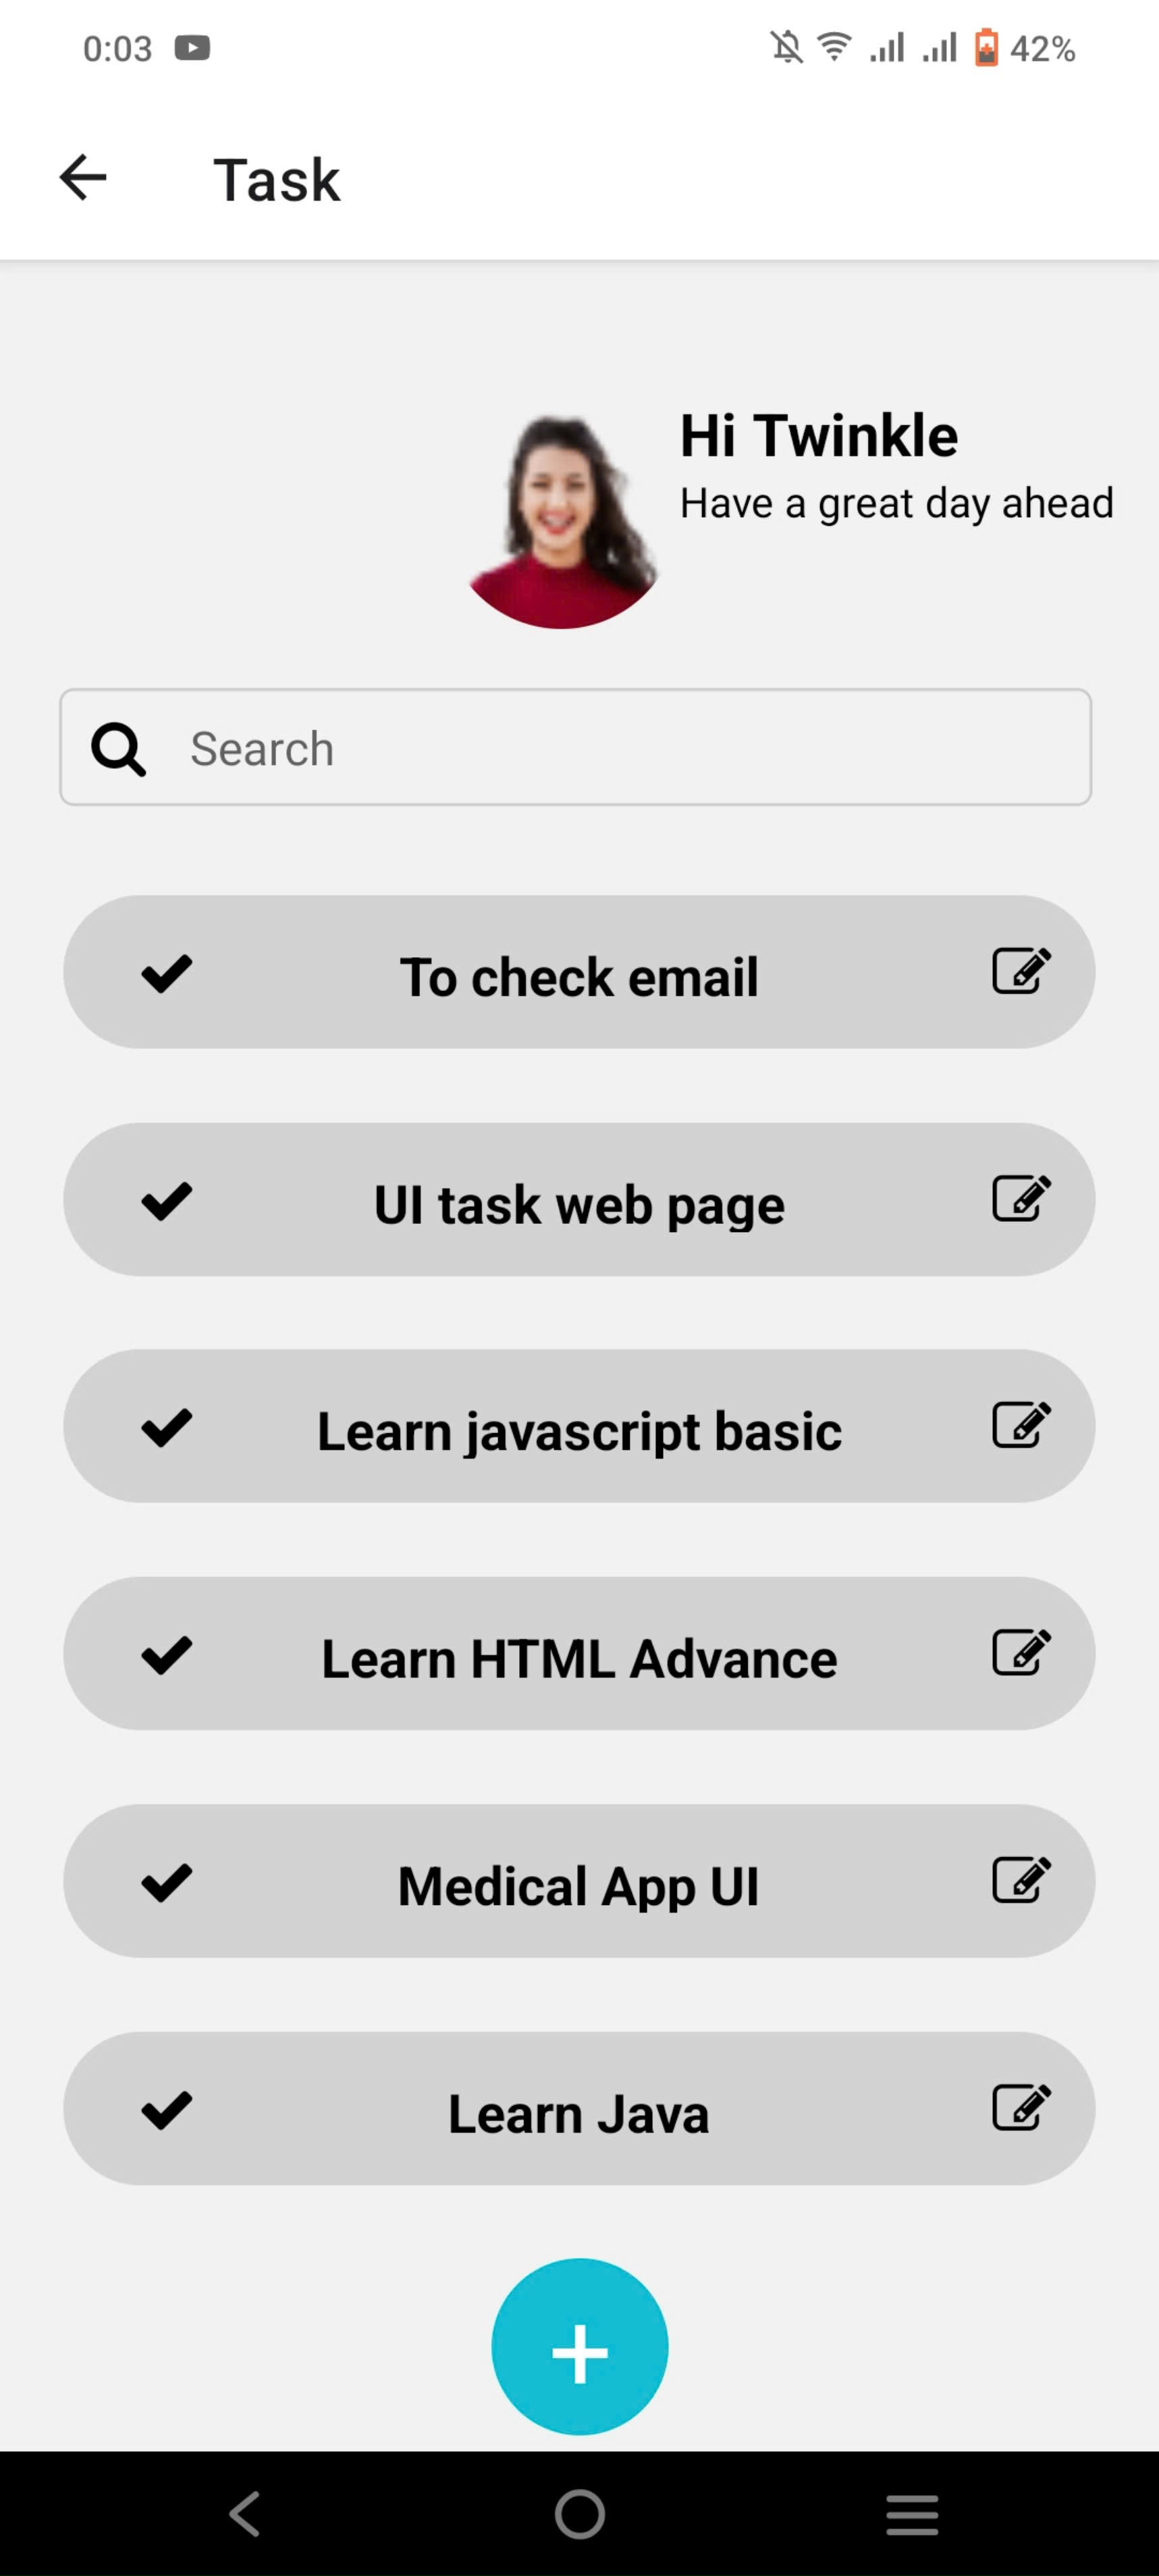 0:03 42%
Task
Hi Twinkle
Have a great day ahead
Search
To check email
UI task web page
Learn javascript basic
Learn HTML Advance
Medical App UI
Learn Java
+